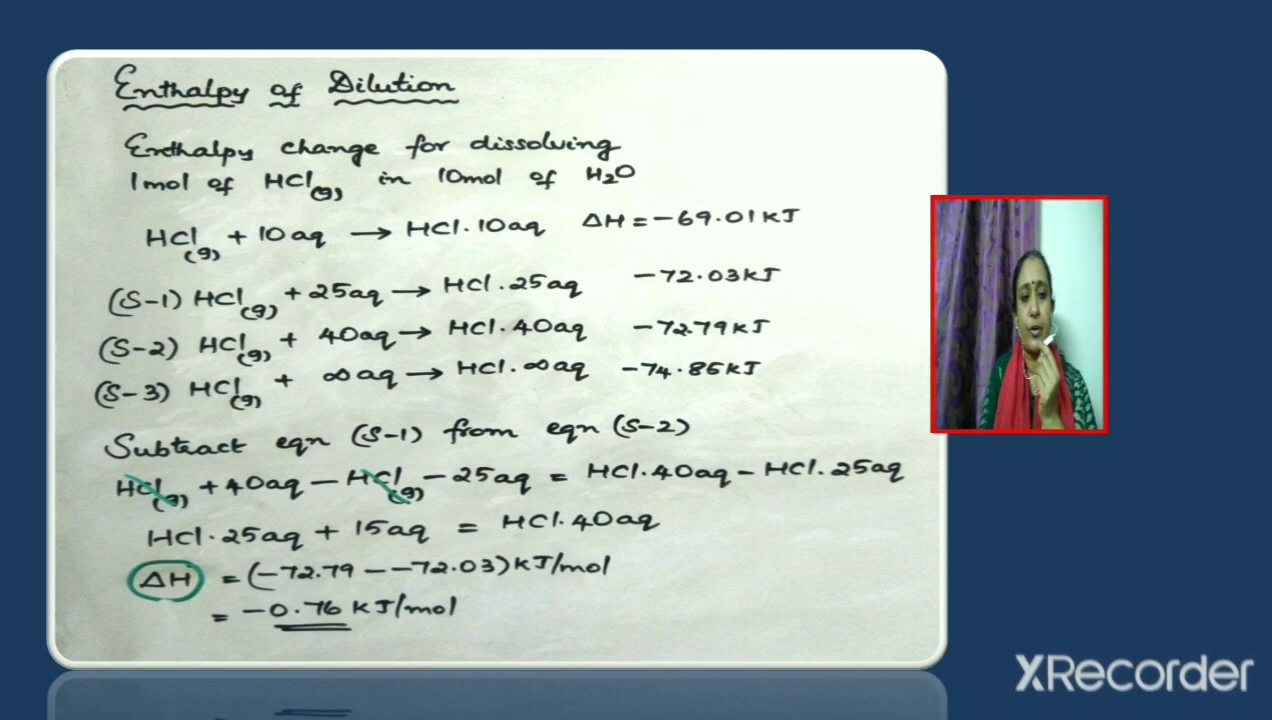 Enthalpy of Dilution
Enthalpy change for dissolving
1mol of HCl(g) in 10mol of H2O
HCl(g) + 10aq → HCl.10aq ΔH = -69.01kJ
(S-1) HCl(g) + 25aq → HCl.25aq -72.03kJ
(S-2) HCl(g) + 40aq → HCl.40aq -72.79kJ
(S-3) HCl(g) + ∞aq → HCl.∞aq -74.85kJ
Subtract eqn (S-1) from eqn (S-2)
HCl(g) + 40aq - HCl(g) - 25aq = HCl.40aq - HCl.25aq
HCl.25aq + 15aq = HCl.40aq
ΔH = (-72.79 - -72.03)kJ/mol
= -0.76 kJ/mol
XRecorder